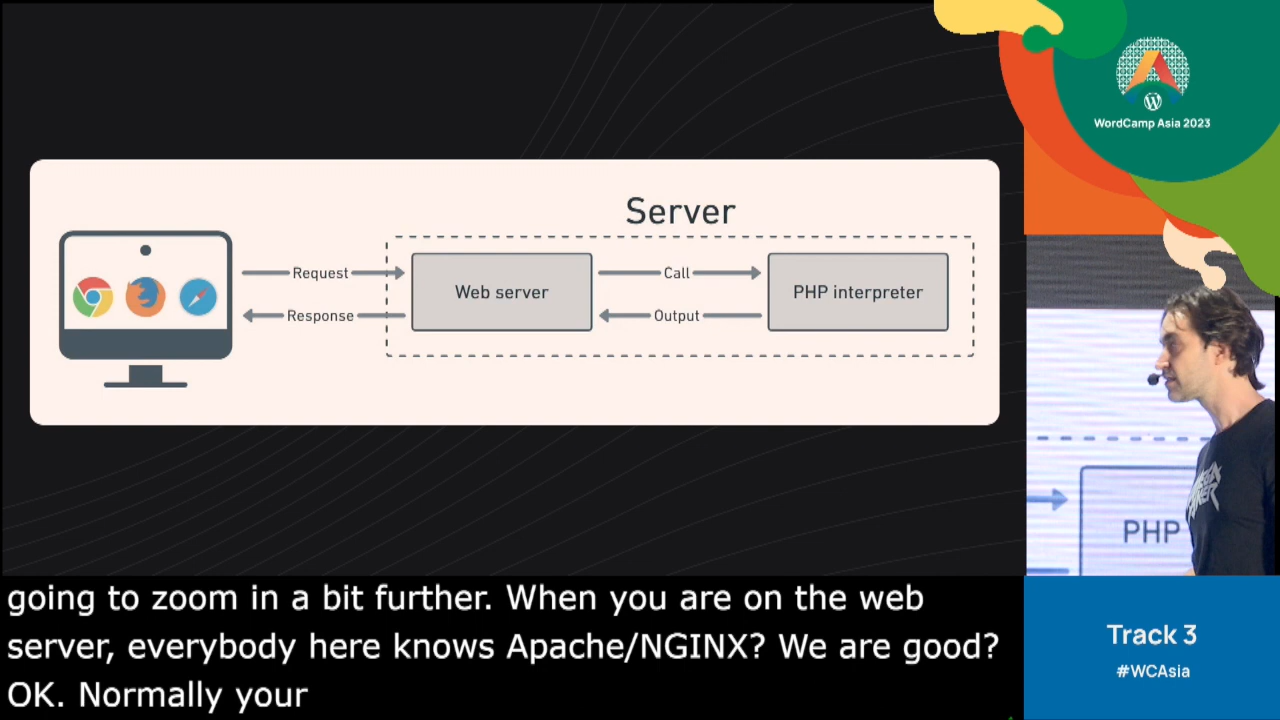 WordCamp Asia 2023
Server
Request
Web server
Call
PHP interpreter
Response
Output
PHP
going to zoom in a bit further. When you are on the web
server, everybody here knows Apache/NGINX? We are good?
OK. Normally your
Track 3
#WCAsia